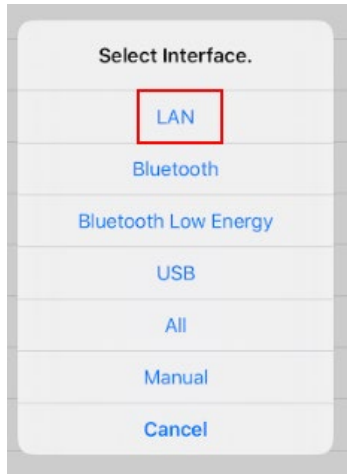 Select Interface.
LAN
Bluetooth
Bluetooth Low Energy
USB
All
Manual
Cancel